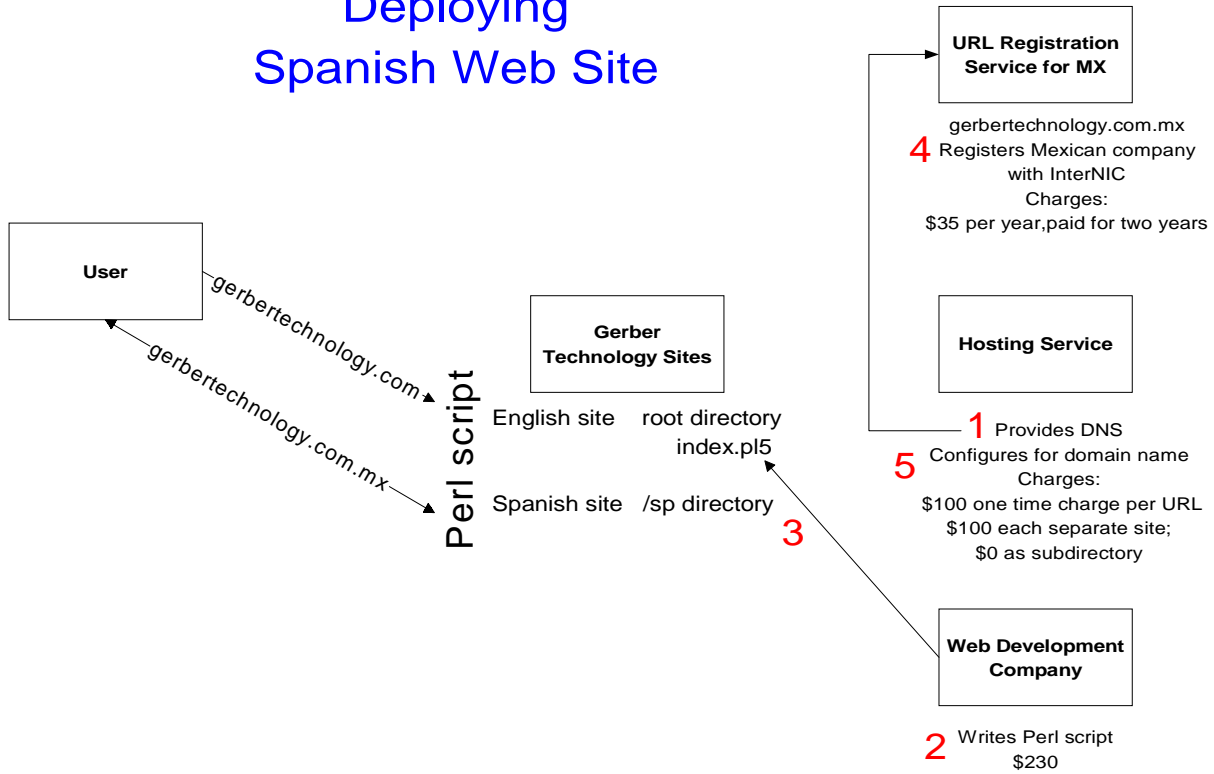 Deploying
Spanish Web Site
URL Registration
Service for MX
gerbertechnology.com.mx
4 Registers Mexican company
with InterNIC
Charges:
$35 per year,paid for two years
User
gerbertechnology.com
gerbertechnology.com.mx
Perl script
Gerber
Technology Sites
English site root directory
index.pl5
Spanish site /sp directory
3
Hosting Service
1 Provides DNS
5 Configures for domain name
Charges:
$100 one time charge per URL
$100 each separate site;
$0 as subdirectory
Web Development
Company
2 Writes Perl script
$230